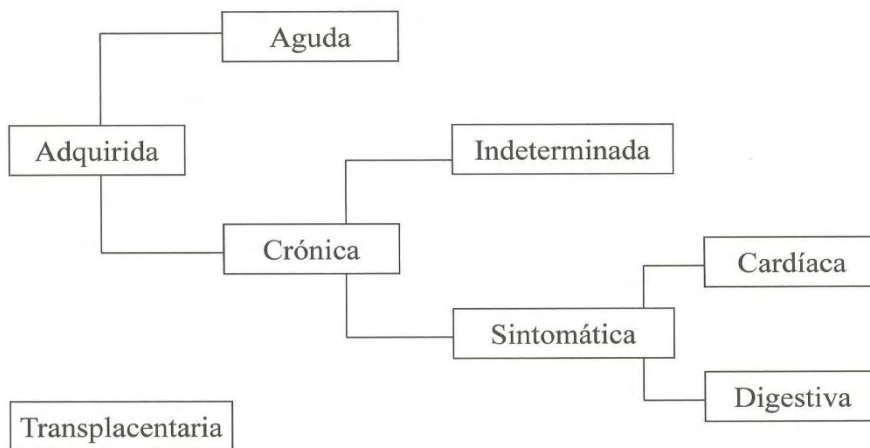 Aguda
Adquirida
Indeterminada
Crónica
Cardíaca
Sintomática
Digestiva
Transplacentaria